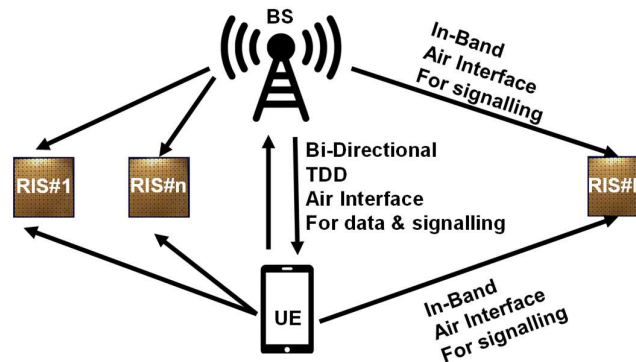 BS
In-Band
Air Interface
For signalling
Bi-Directional
TDD
Air Interface
For data & signalling
RIS#1
RIS#n
UE
In-Band
Air Interface
For signalling